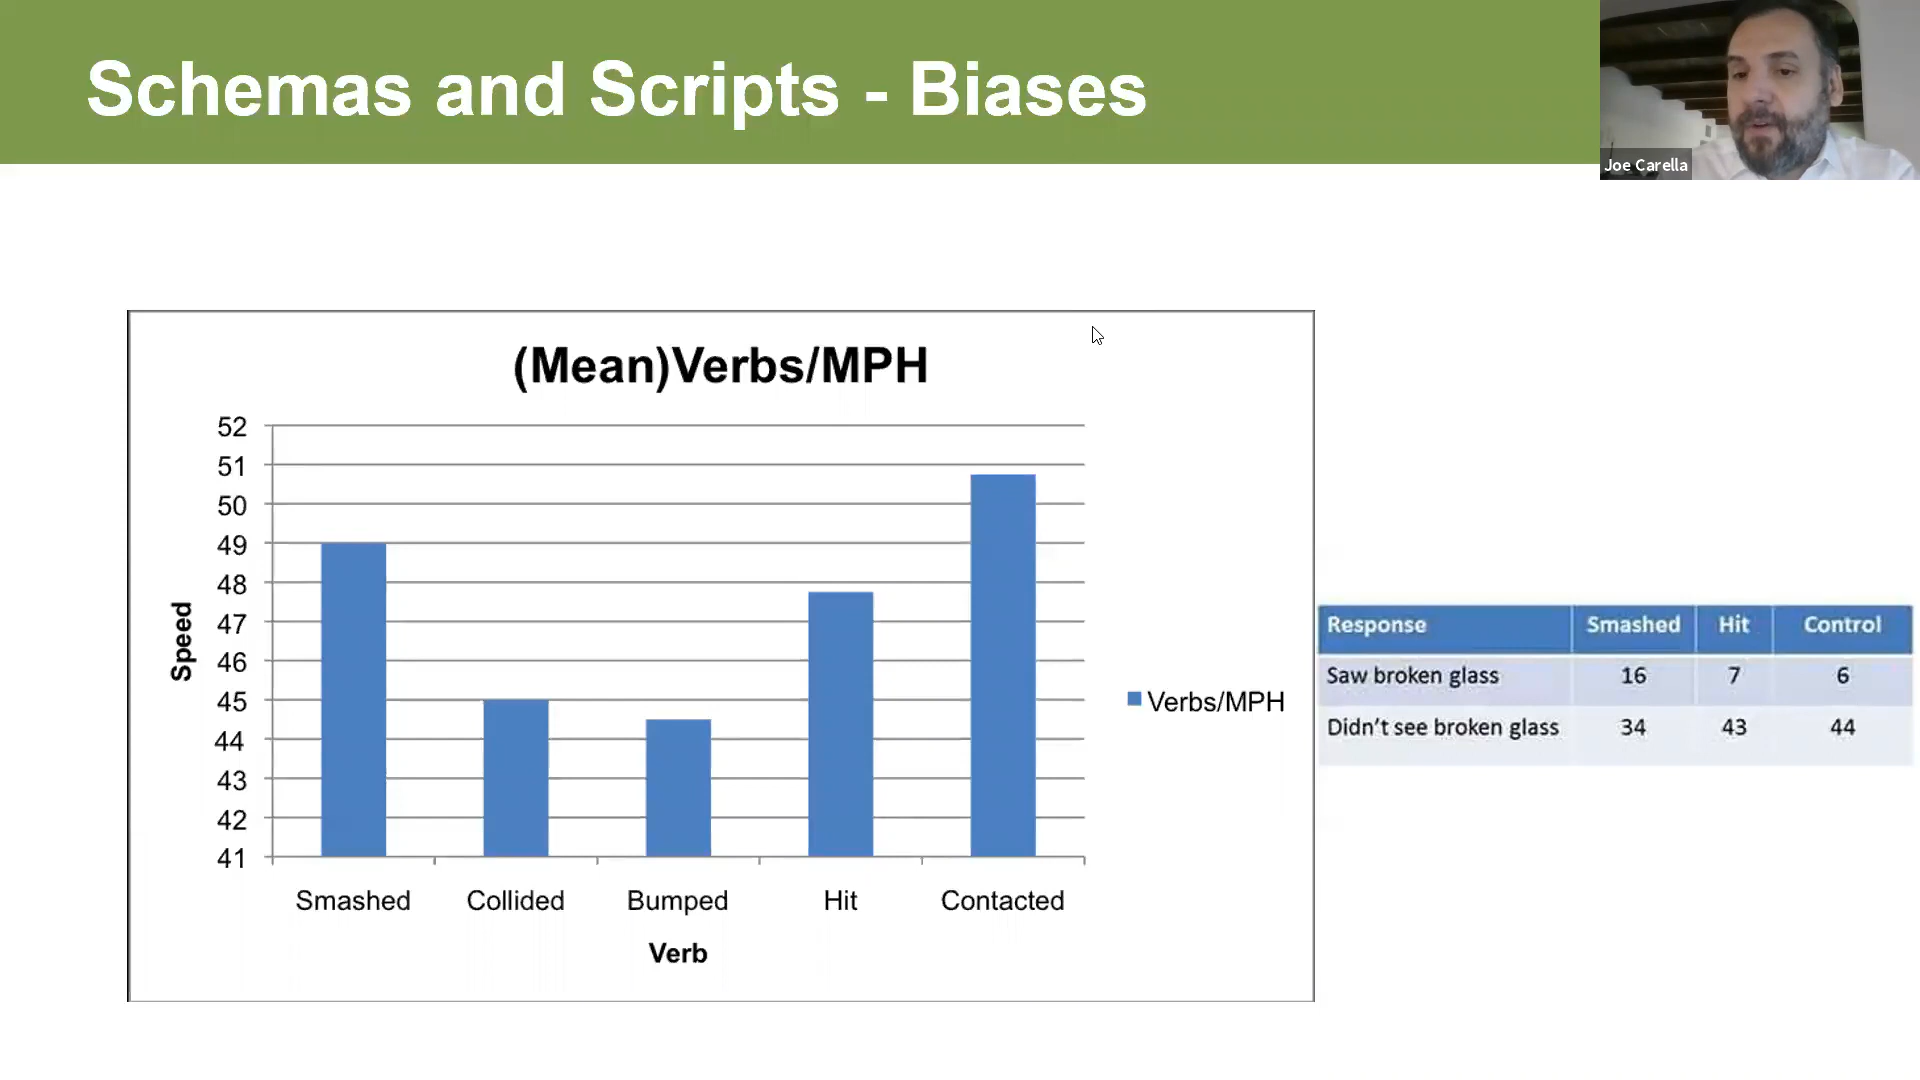 Schemas and Scripts - Biases
Joe Carella
(Mean)Verbs/MPH
52
51
50
49
48
47
46
45
44
43
42
41
Speed
Smashed Collided Bumped Hit Contacted
Verb
Verbs/MPH
Response Smashed Hit Control
Saw broken glass 16 7 6
Didn't see broken glass 34 43 44